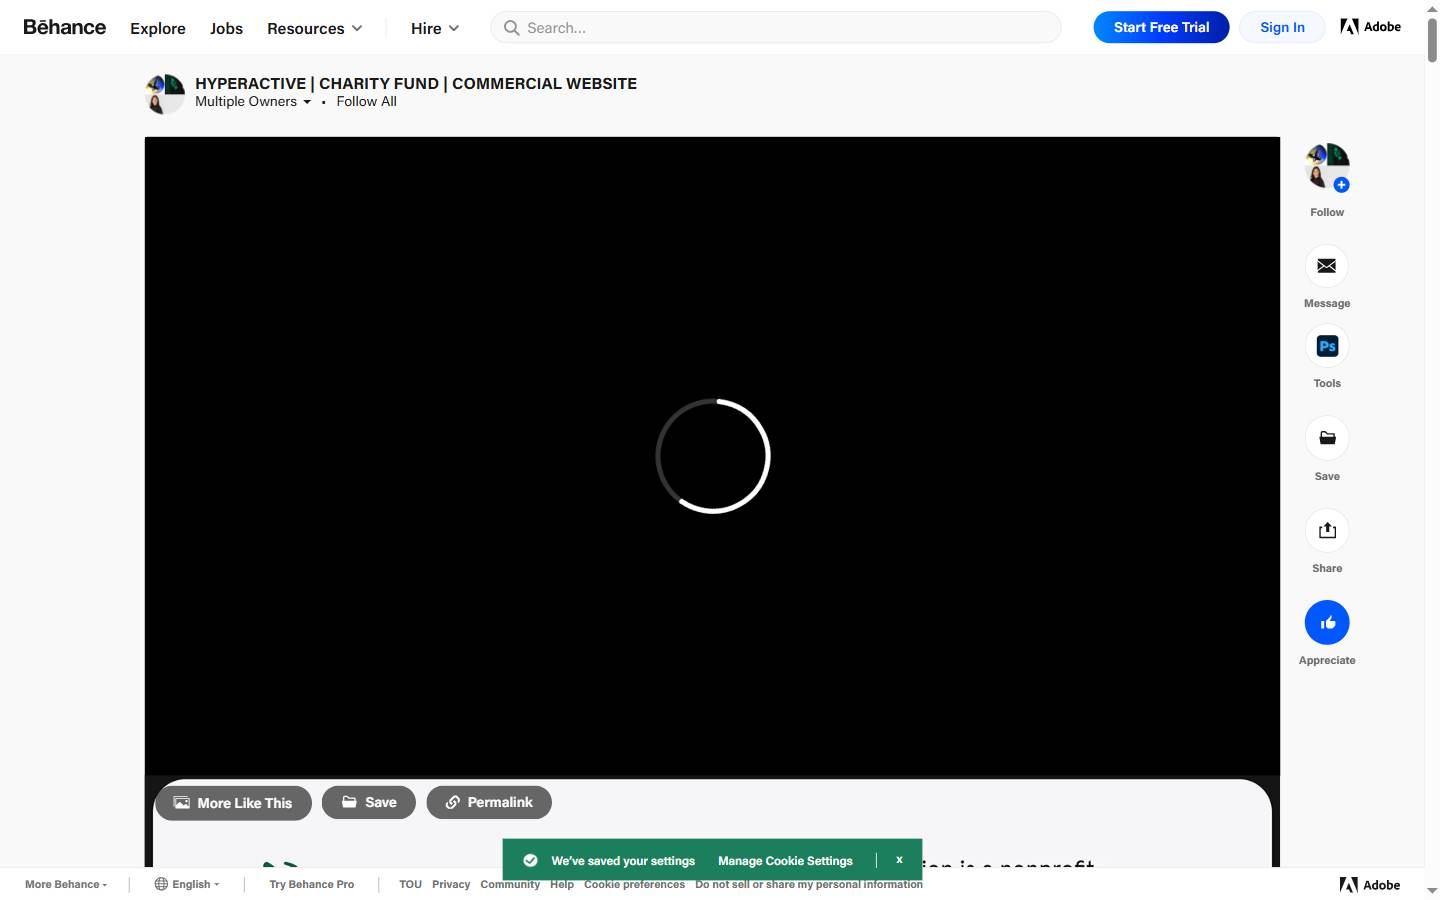 Bēhance
Explore
Jobs
Resources
Hire
Search...
Start Free Trial
Sign In
Adobe
HYPERACTIVE | CHARITY FUND | COMMERCIAL WEBSITE
Multiple Owners • Follow All
Follow
Message
Ps
Tools
Save
Share
Appreciate
More Like This
Save
Permalink
is a nonprofit
We've saved your settings
Manage Cookie Settings
x
More Behance
English
Try Behance Pro
TOU
Privacy
Community
Help
Cookie preferences
Do not sell or share my personal information
Adobe